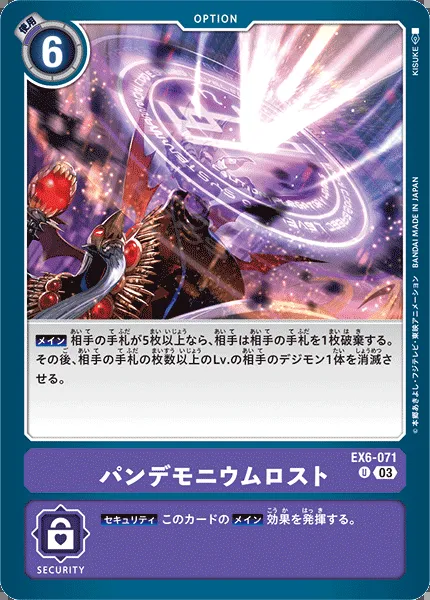 OPTION
使用
6
KISUKE
メイン 相手の手札が5枚以上なら、相手は相手の手札を1枚破棄する。
その後、相手の手札の枚数以上のLv.の相手のデジモン1体を消滅さ
せる。
©本郷あきよし・フジテレビ・東映アニメーション BANDAI MADE IN JAPAN
EX6-071
パンデモニウムロスト
U 03
セキュリティ このカードの メイン 効果を発揮する。
SECURITY